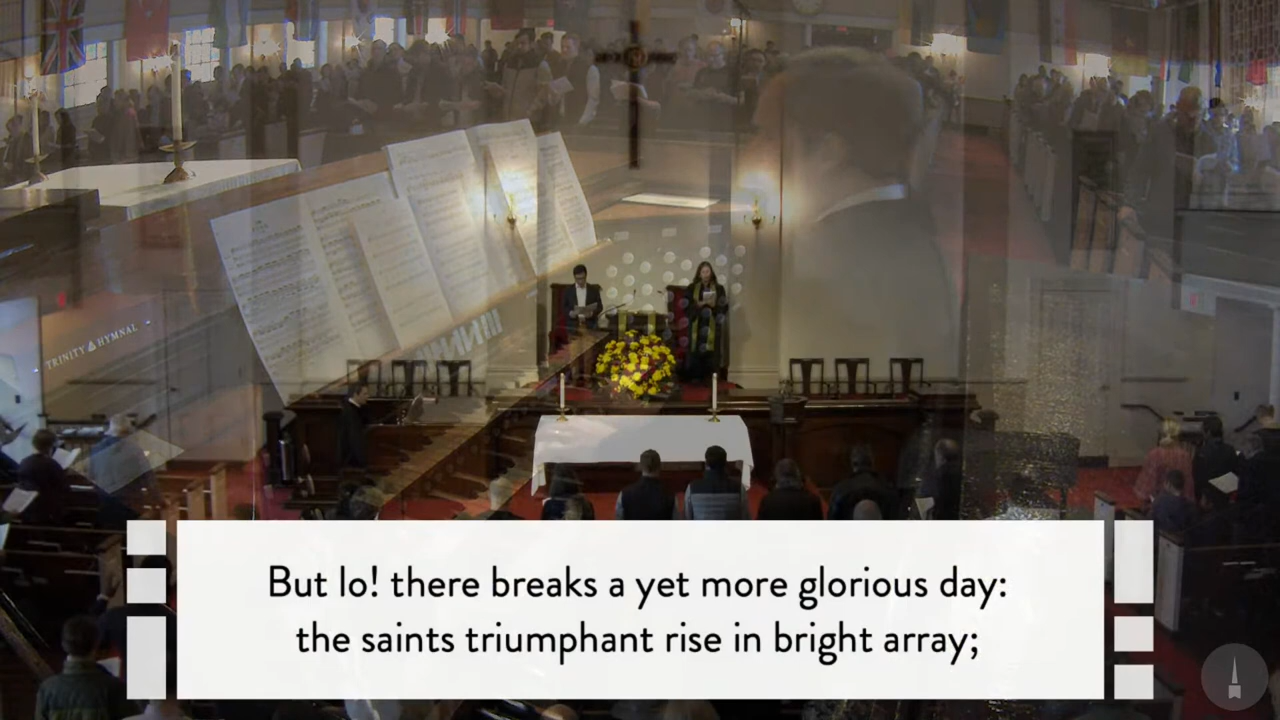 TRINITY HYMNAL
But lo! there breaks a yet more glorious day:
the saints triumphant rise in bright array;